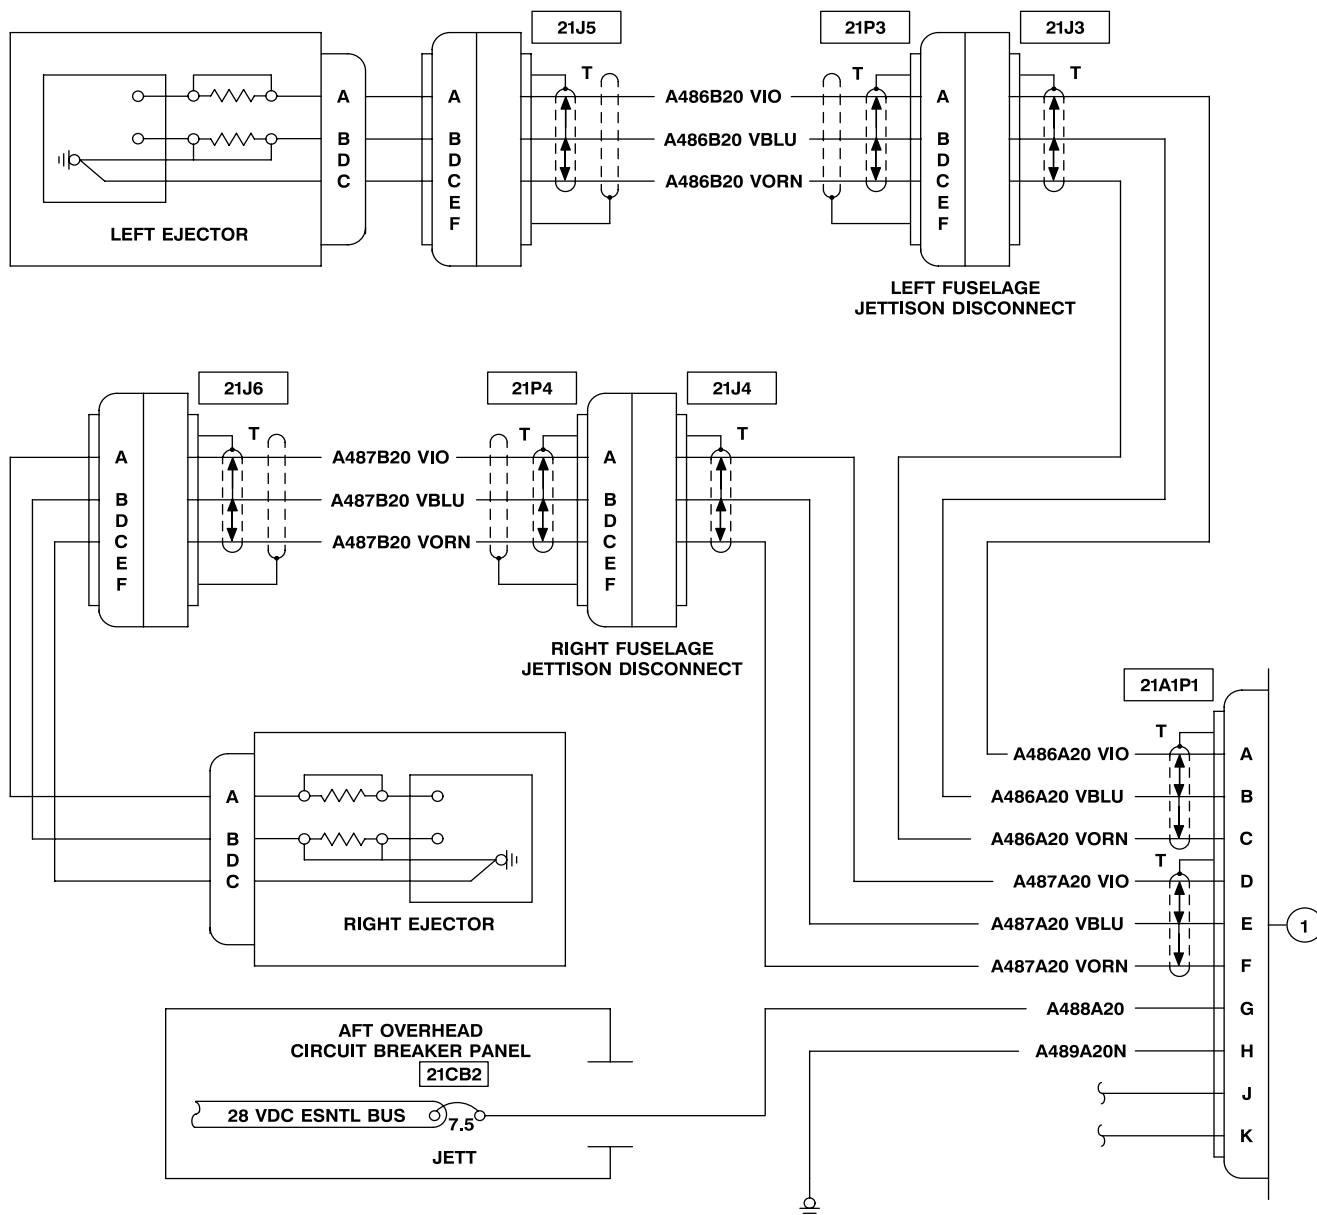 21J5
21P3
21J3
T
T
T
A
A
A486B20 VIO
A
B
B
A486B20 VBLU
B
D
D
D
C
C
A486B20 VORN
C
E
E
F
F
LEFT EJECTOR
LEFT FUSELAGE
JETTISON DISCONNECT
21J6
21P4
21J4
T
T
T
A
A487B20 VIO
A
B
A487B20 VBLU
B
D
D
C
A487B20 VORN
C
E
E
F
F
RIGHT FUSELAGE
JETTISON DISCONNECT
21A1P1
T
A486A20 VIO
A
A486A20 VBLU
B
A486A20 VORN
C
T
A487A20 VIO
D
A487A20 VBLU
E
1
A487A20 VORN
F
A488A20
G
A489A20N
H
J
K
A
B
D
C
RIGHT EJECTOR
AFT OVERHEAD
CIRCUIT BREAKER PANEL
21CB2
28 VDC ESNTL BUS
7.5
JETT